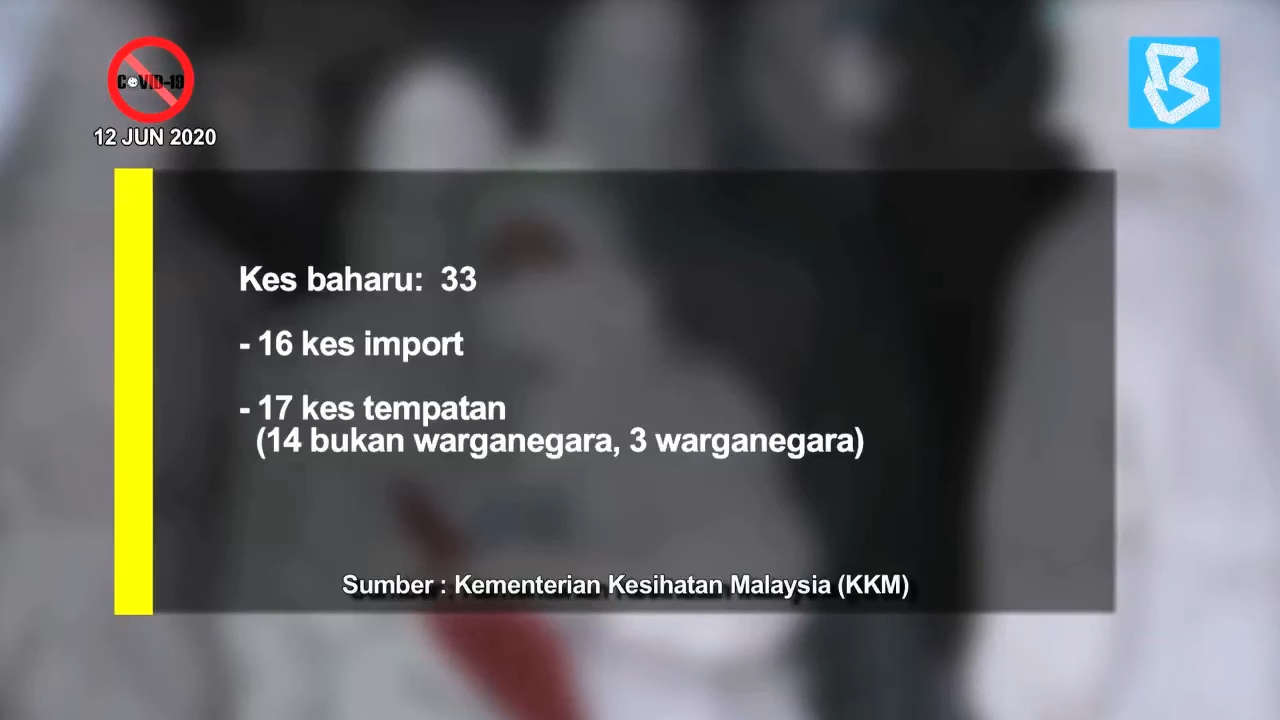 COVID-19
12 JUN 2020
Kes baharu: 33
- 16 kes import
- 17 kes tempatan
(14 bukan warganegara, 3 warganegara)
Sumber : Kementerian Kesihatan Malaysia (KKM)